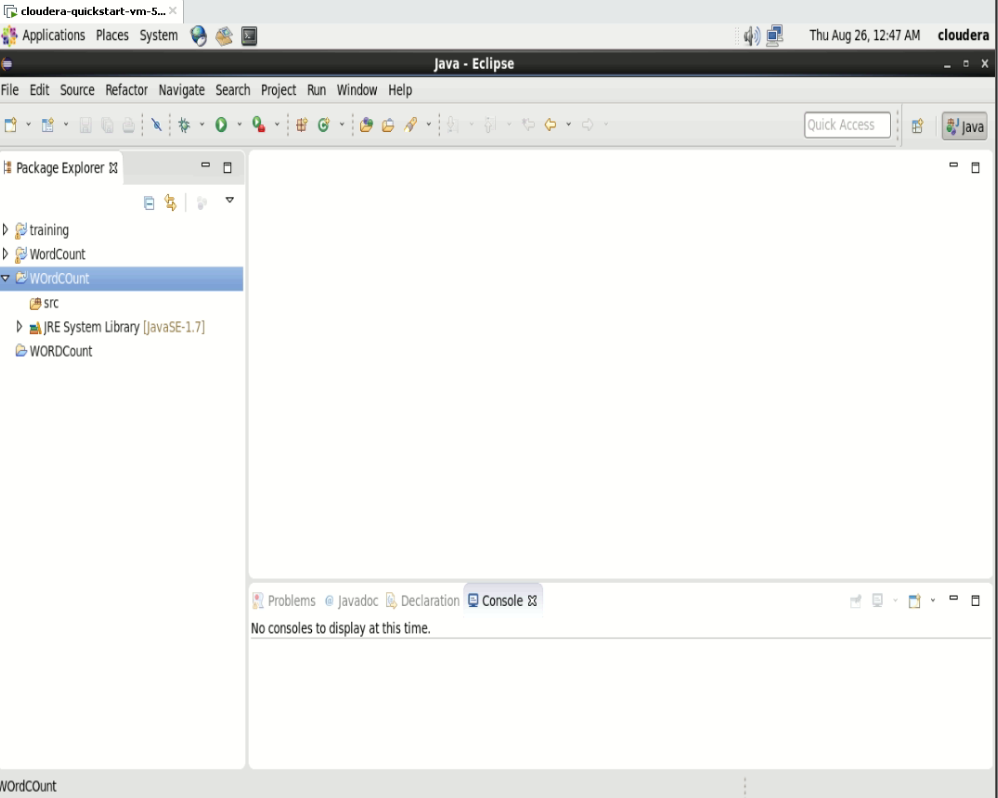 cloudera-quickstart-vm-5...
Applications Places System Thu Aug 26, 12:47 AM cloudera
Java - Eclipse
File Edit Source Refactor Navigate Search Project Run Window Help
Quick Access Java
Package Explorer
training
WordCount
WOrdCOunt
src
JRE System Library [JavaSE-1.7]
WORDCount
Problems @ Javadoc Declaration Console
No consoles to display at this time.
WOrdCOunt